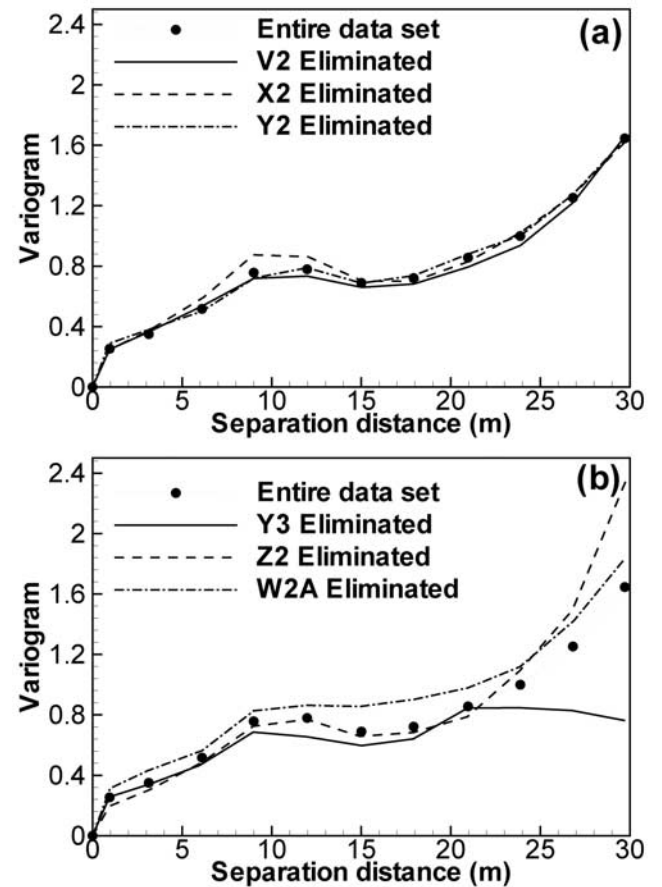 (a)
Entire data set
V2 Eliminated
X2 Eliminated
Y2 Eliminated
2.4
2
1.6
1.2
0.8
0.4
0
Variogram
0 5 10 15 20 25 30
Separation distance (m)
(b)
Entire data set
Y3 Eliminated
Z2 Eliminated
W2A Eliminated
2.4
2
1.6
1.2
0.8
0.4
0
Variogram
0 5 10 15 20 25 30
Separation distance (m)